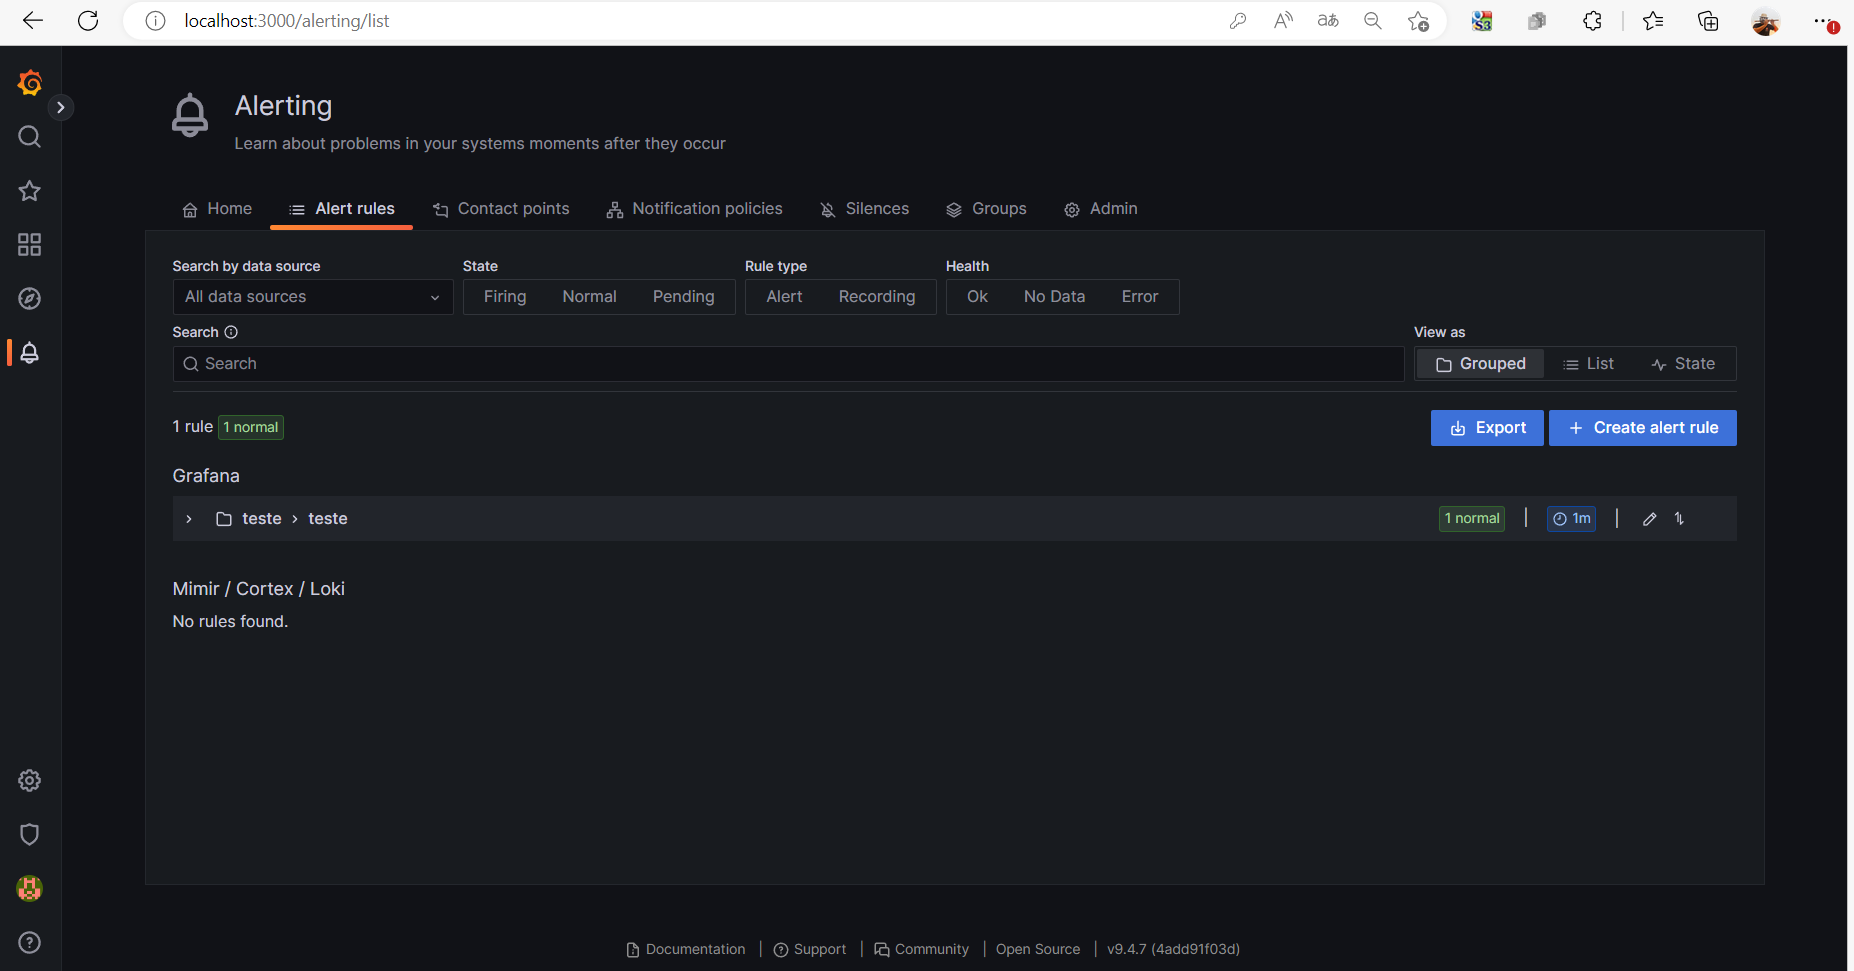 localhost:3000/alerting/list
Alerting
Learn about problems in your systems moments after they occur
Home Alert rules Contact points Notification policies Silences Groups Admin
Search by data source State Rule type Health
All data sources Firing Normal Pending Alert Recording Ok No Data Error
Search View as
Search Grouped List State
1 rule 1 normal Export + Create alert rule
Grafana
teste > teste 1 normal | 1m |
Mimir / Cortex / Loki
No rules found.
Documentation | Support | Community | Open Source | v9.4.7 (4add91f03d)